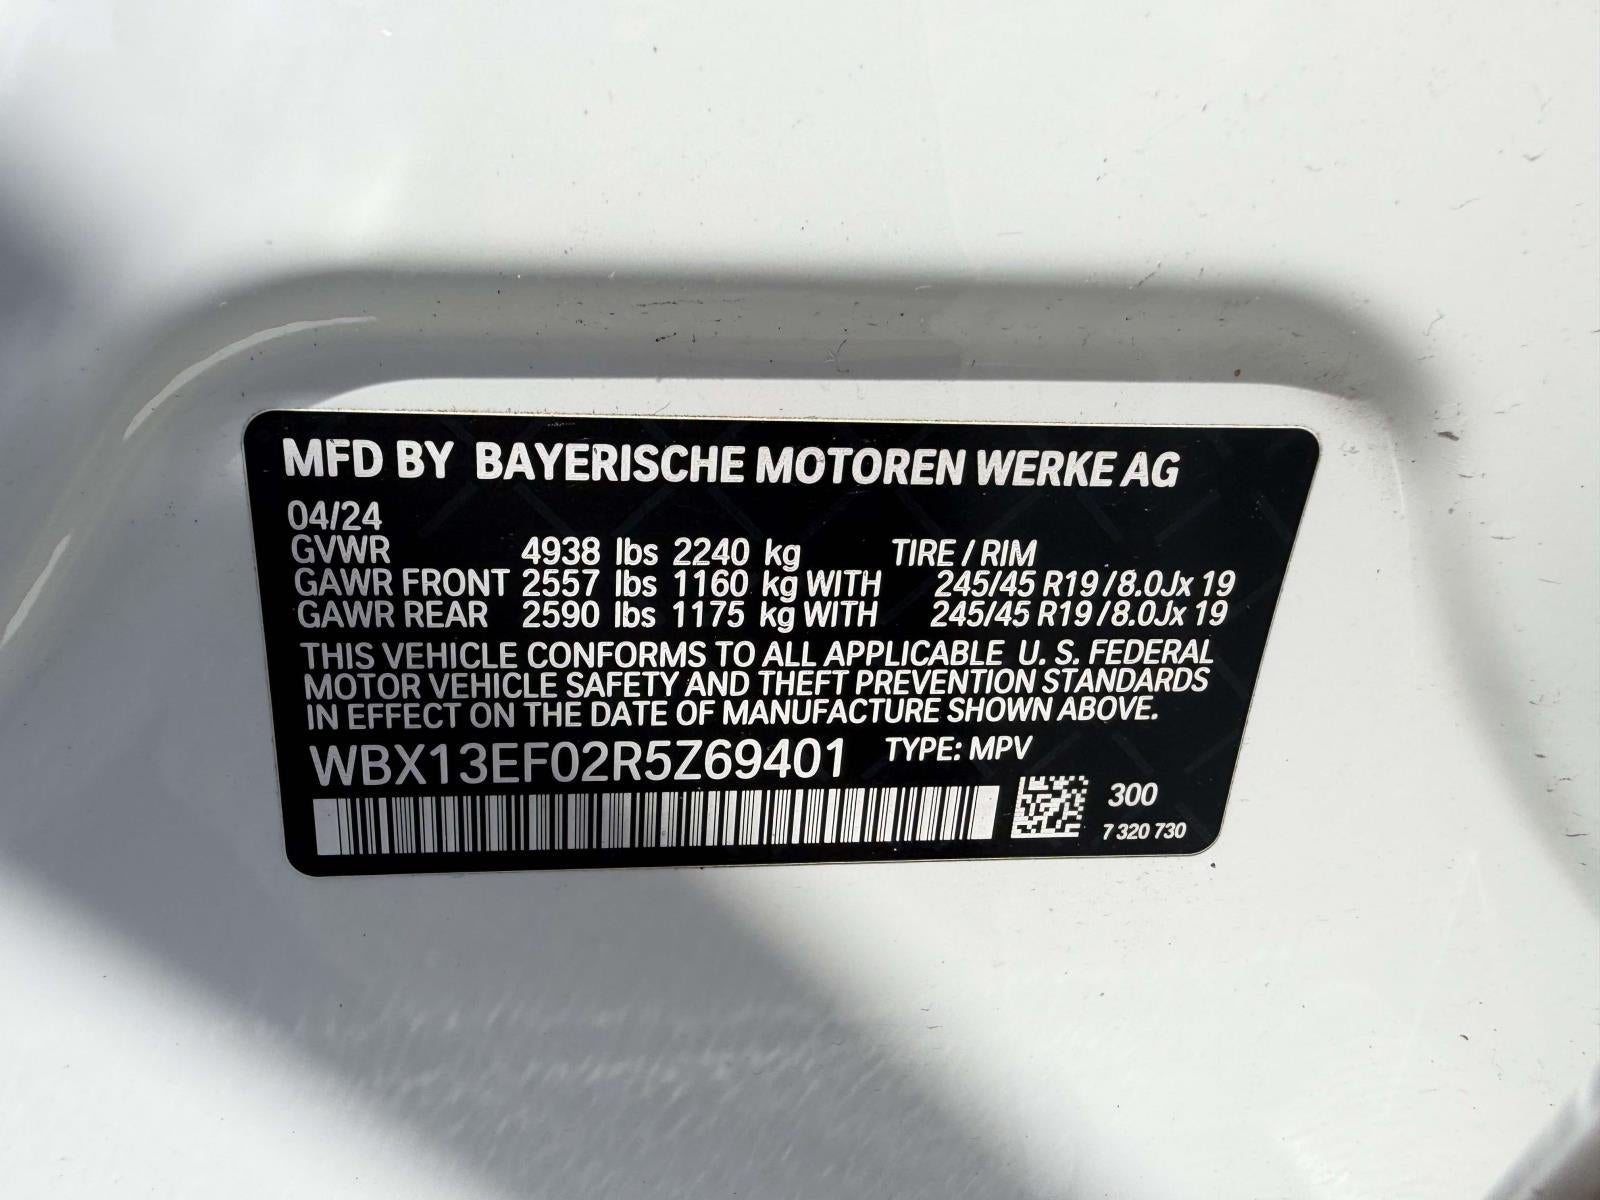 MFD BY BAYERISCHE MOTOREN WERKE AG
04/24
GVWR 4938 lbs 2240 kg TIRE / RIM
GAWR FRONT 2557 lbs 1160 kg WITH 245/45 R19 / 8.0Jx 19
GAWR REAR 2590 lbs 1175 kg WITH 245/45 R19 / 8.0Jx 19
THIS VEHICLE CONFORMS TO ALL APPLICABLE U. S. FEDERAL
MOTOR VEHICLE SAFETY AND THEFT PREVENTION STANDARDS
IN EFFECT ON THE DATE OF MANUFACTURE SHOWN ABOVE.
WBX13EF02R5Z69401 TYPE: MPV
300
7 320 730